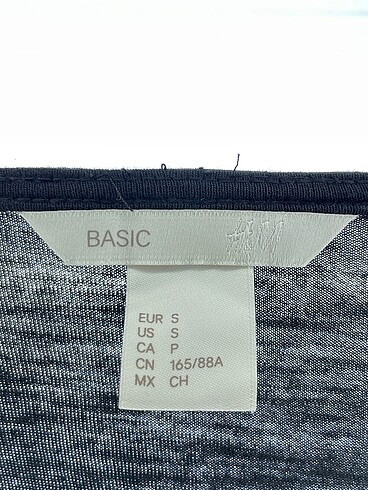 BASIC H&M
EUR S
US S
CA P
CN 165/88A
MX CH